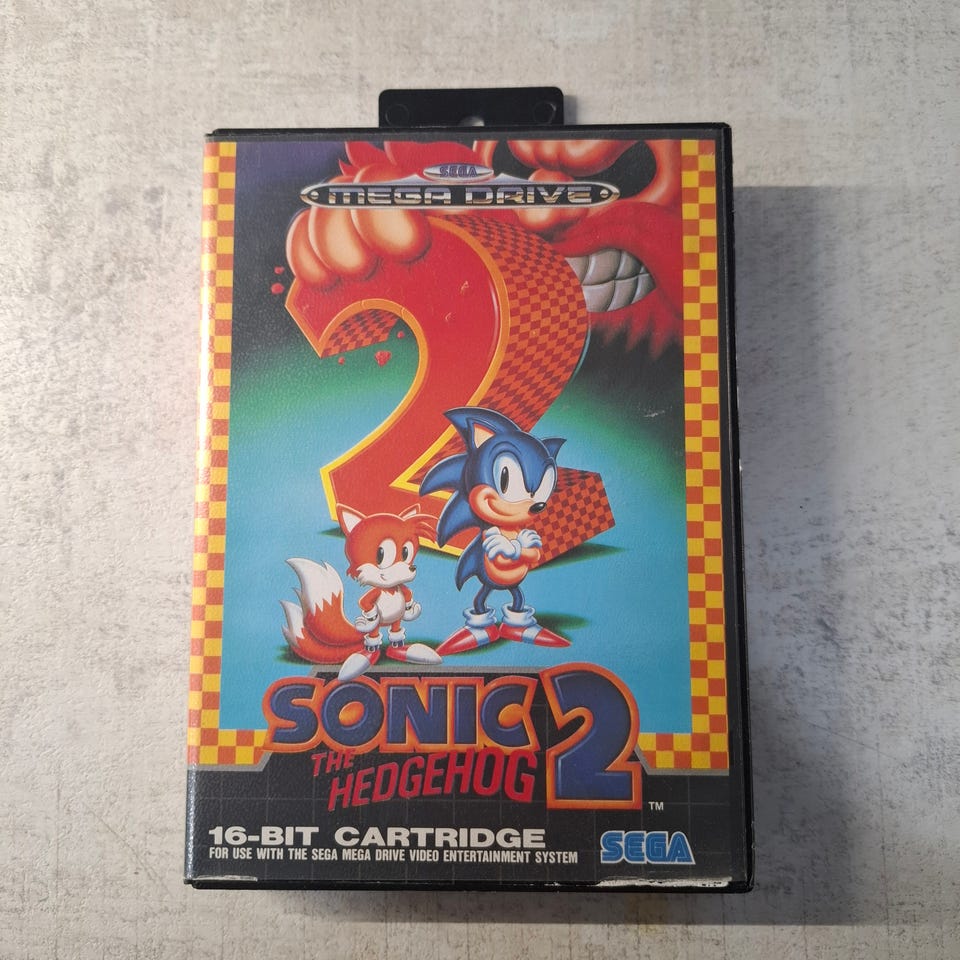 SEGA
MEGA DRIVE
2
SONIC 2
THE
HEDGEHOG
TM
16-BIT CARTRIDGE
FOR USE WITH THE SEGA MEGA DRIVE VIDEO ENTERTAINMENT SYSTEM
SEGA